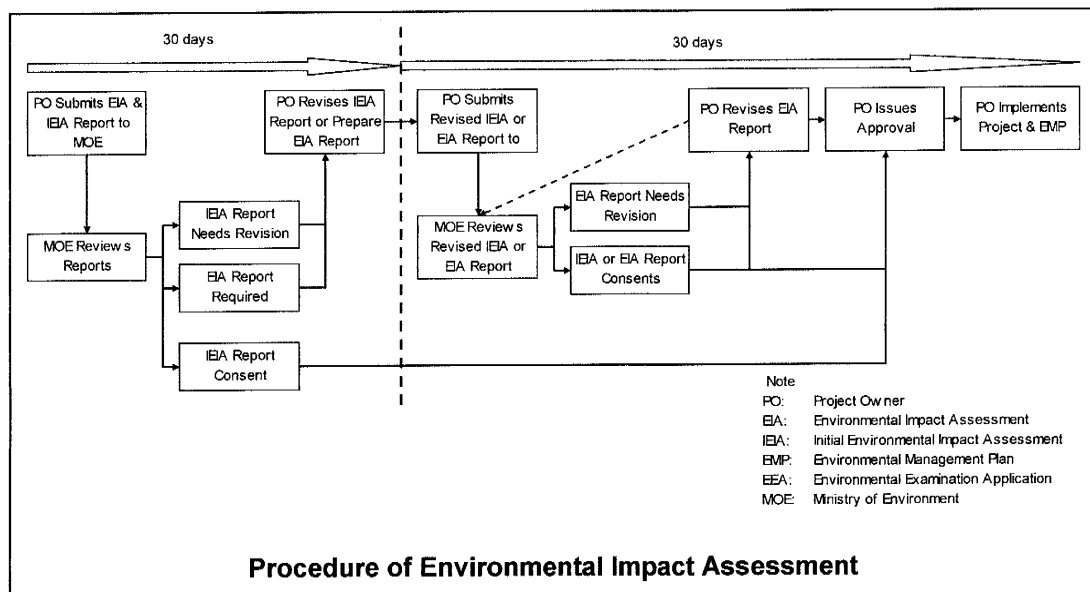 30 days
30 days
PO Submits EIA &
IEIA Report to
MOE
PO Revises IEIA
Report or Prepare
EIA Report
PO Submits
Revised IEIA or
EIA Report to
PO Revises EIA
Report
PO Issues
Approval
PO Implements
Project & EMP
MOE Reviews
Reports
IEIA Report
Needs Revision
EIA Report
Required
IEIA Report
Consent
MOE Reviews
Revised IEIA or
EIA Report
EIA Report Needs
Revision
IEIA or EIA Report
Consents
Note
PO: Project Owner
EIA: Environmental Impact Assessment
IEIA: Initial Environmental Impact Assessment
EMP: Environmental Management Plan
EEA: Environmental Examination Application
MOE: Ministry of Environment
Procedure of Environmental Impact Assessment